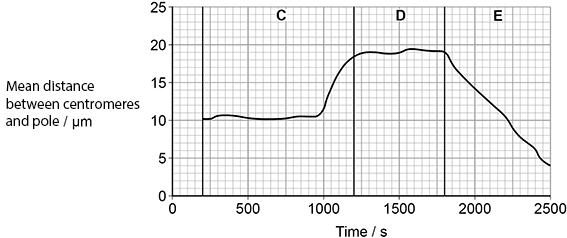 25
C D E
20
15
Mean distance
between centromeres
and pole / μm
10
5
0
0 500 1000 1500 2000 2500
Time / s